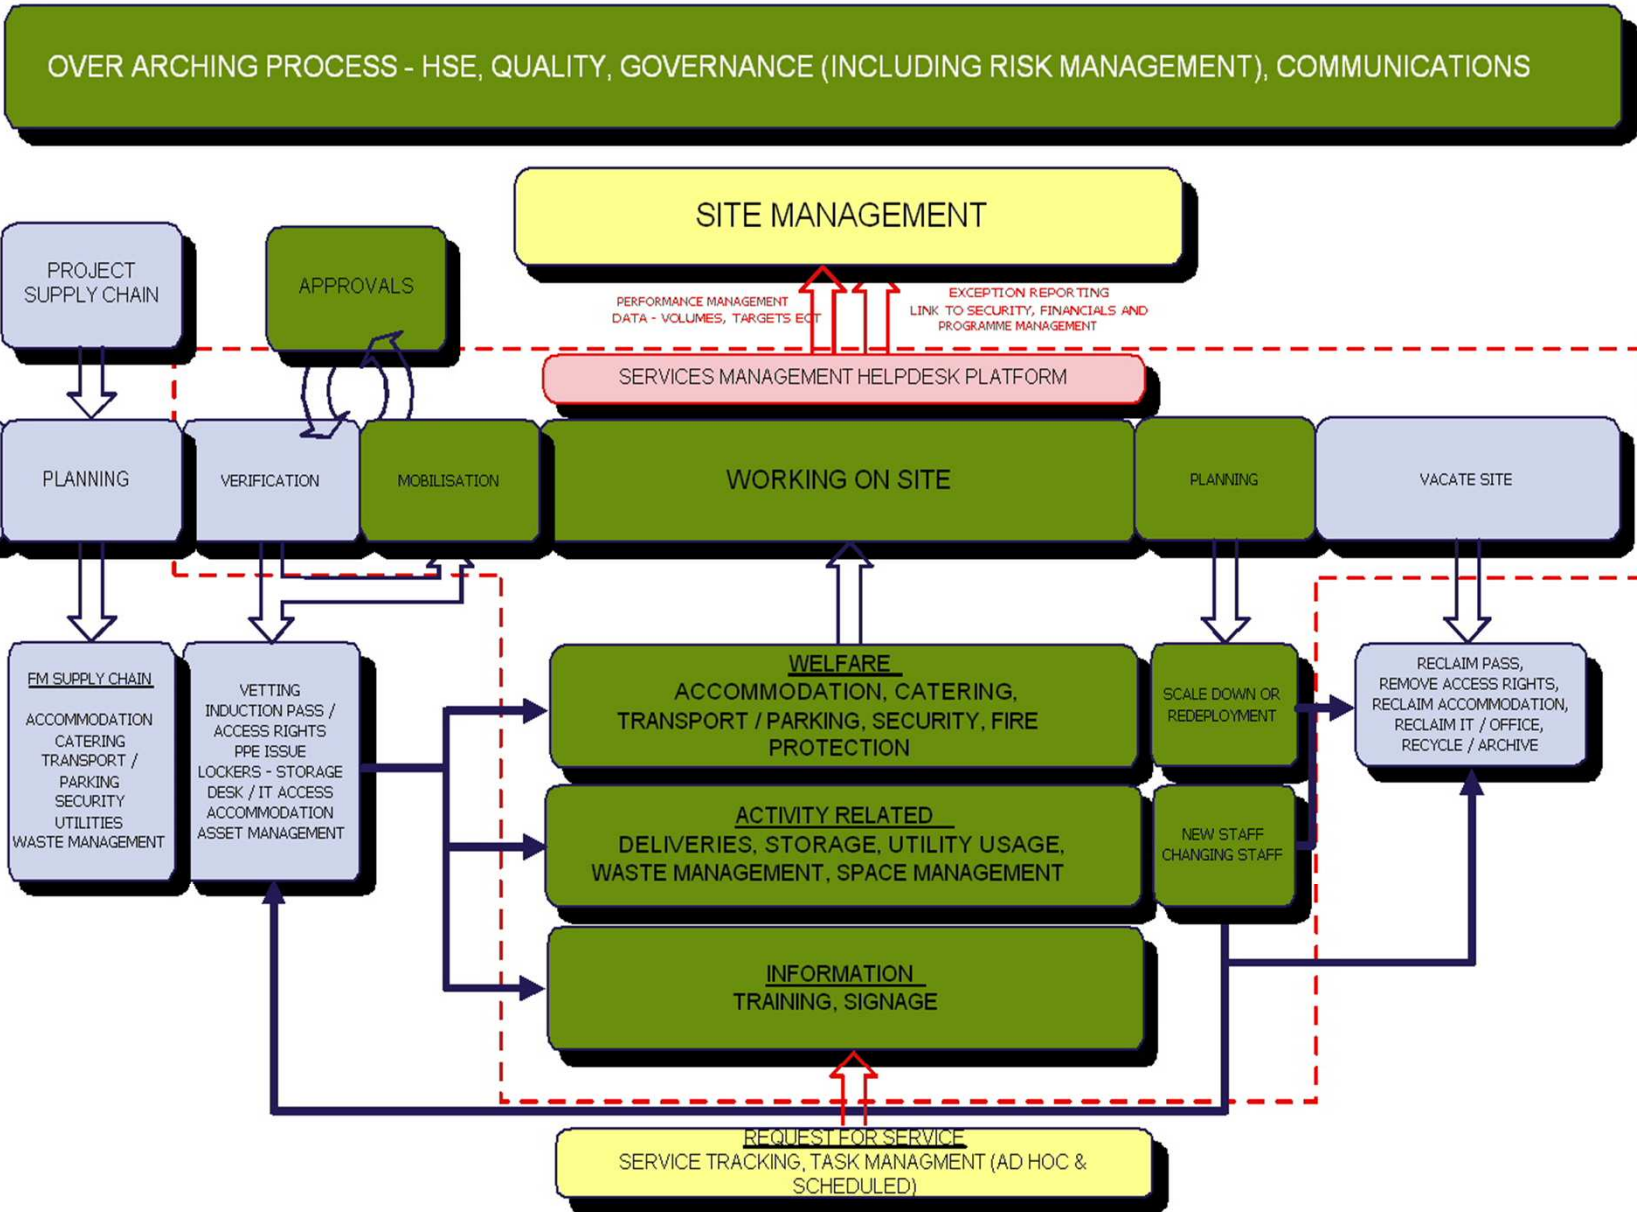 OVER ARCHING PROCESS - HSE, QUALITY, GOVERNANCE (INCLUDING RISK MANAGEMENT), COMMUNICATIONS
SITE MANAGEMENT
PROJECT
SUPPLY CHAIN
APPROVALS
PERFORMANCE MANAGEMENT
DATA - VOLUMES, TARGETS ECT
EXCEPTION REPORTING
LINK TO SECURITY, FINANCIALS AND
PROGRAMME MANAGEMENT
SERVICES MANAGEMENT HELPDESK PLATFORM
PLANNING
VERIFICATION
MOBILISATION
WORKING ON SITE
PLANNING
VACATE SITE
FM SUPPLY CHAIN
ACCOMMODATION
CATERING
TRANSPORT /
PARKING
SECURITY
UTILITIES
WASTE MANAGEMENT
VETTING
INDUCTION PASS /
ACCESS RIGHTS
PPE ISSUE
LOCKERS - STORAGE
DESK / IT ACCESS
ACCOMMODATION
ASSET MANAGEMENT
WELFARE
ACCOMMODATION, CATERING,
TRANSPORT / PARKING, SECURITY, FIRE
PROTECTION
SCALE DOWN OR
REDEPLOYMENT
RECLAIM PASS,
REMOVE ACCESS RIGHTS,
RECLAIM ACCOMMODATION,
RECLAIM IT / OFFICE,
RECYCLE / ARCHIVE
ACTIVITY RELATED
DELIVERIES, STORAGE, UTILITY USAGE,
WASTE MANAGEMENT, SPACE MANAGEMENT
NEW STAFF
CHANGING STAFF
INFORMATION
TRAINING, SIGNAGE
REQUEST FOR SERVICE
SERVICE TRACKING, TASK MANAGMENT (AD HOC &
SCHEDULED)